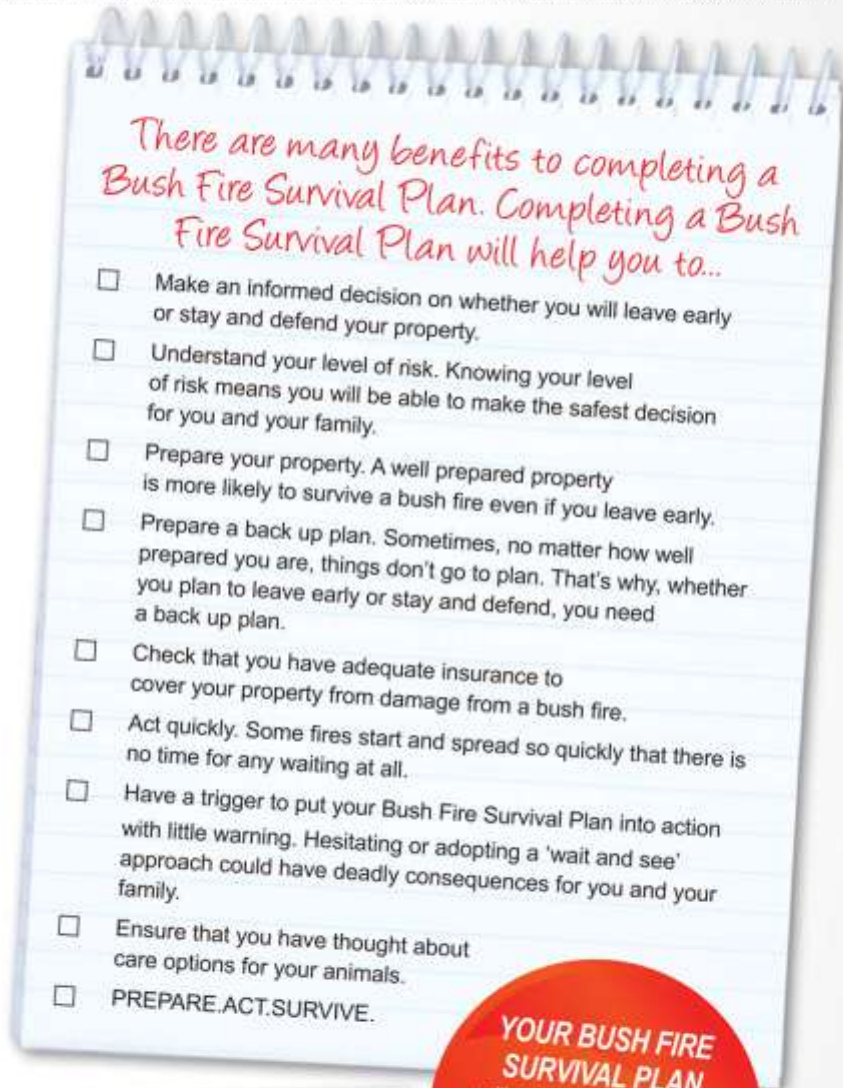 There are many benefits to completing a
Bush Fire Survival Plan. Completing a Bush
Fire Survival Plan will help you to...
Make an informed decision on whether you will leave early
or stay and defend your property.
Understand your level of risk. Knowing your level
of risk means you will be able to make the safest decision
for you and your family.
Prepare your property. A well prepared property
is more likely to survive a bush fire even if you leave early.
Prepare a back up plan. Sometimes, no matter how well
prepared you are, things don't go to plan. That's why, whether
you plan to leave early or stay and defend, you need
a back up plan.
Check that you have adequate insurance to
cover your property from damage from a bush fire.
Act quickly. Some fires start and spread so quickly that there is
no time for any waiting at all.
Have a trigger to put your Bush Fire Survival Plan into action
with little warning. Hesitating or adopting a 'wait and see'
approach could have deadly consequences for you and your
family.
Ensure that you have thought about
care options for your animals.
PREPARE.ACT.SURVIVE.
YOUR BUSH FIRE
SURVIVAL PLAN